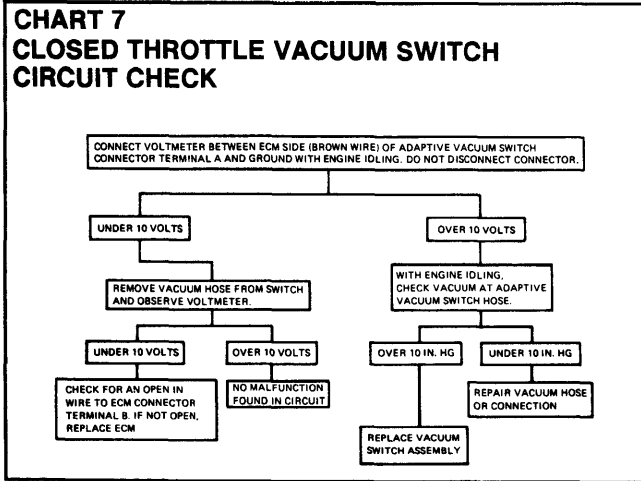 CHART 7
CLOSED THROTTLE VACUUM SWITCH
CIRCUIT CHECK
CONNECT VOLTMETER BETWEEN ECM SIDE (BROWN WIRE) OF ADAPTIVE VACUUM SWITCH
CONNECTOR TERMINAL A AND GROUND WITH ENGINE IDLING. DO NOT DISCONNECT CONNECTOR.
UNDER 10 VOLTS
OVER 10 VOLTS
REMOVE VACUUM HOSE FROM SWITCH
AND OBSERVE VOLTMETER.
WITH ENGINE IDLING,
CHECK VACUUM AT ADAPTIVE
VACUUM SWITCH HOSE.
UNDER 10 VOLTS
OVER 10 VOLTS
OVER 10 IN. HG
UNDER 10 IN. HG
CHECK FOR AN OPEN IN
WIRE TO ECM CONNECTOR
TERMINAL B. IF NOT OPEN,
REPLACE ECM
NO MALFUNCTION
FOUND IN CIRCUIT
REPAIR VACUUM HOSE
OR CONNECTION
REPLACE VACUUM
SWITCH ASSEMBLY